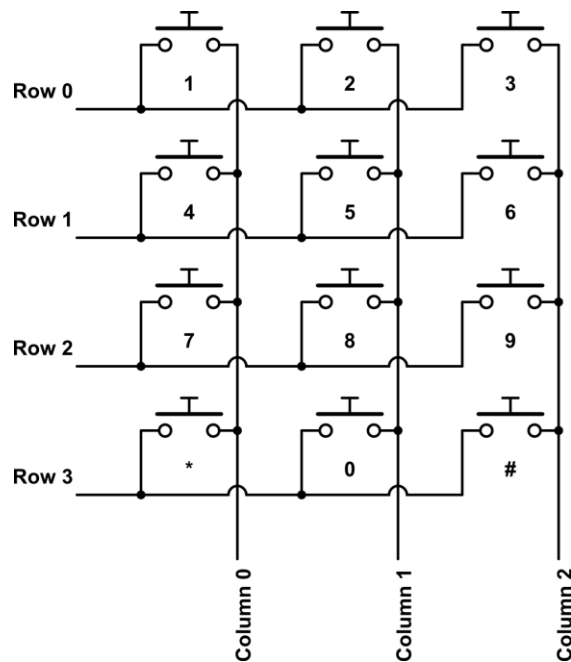 1 2 3
Row 0
4 5 6
Row 1
7 8 9
Row 2
* 0 #
Row 3
Column 0
Column 1
Column 2